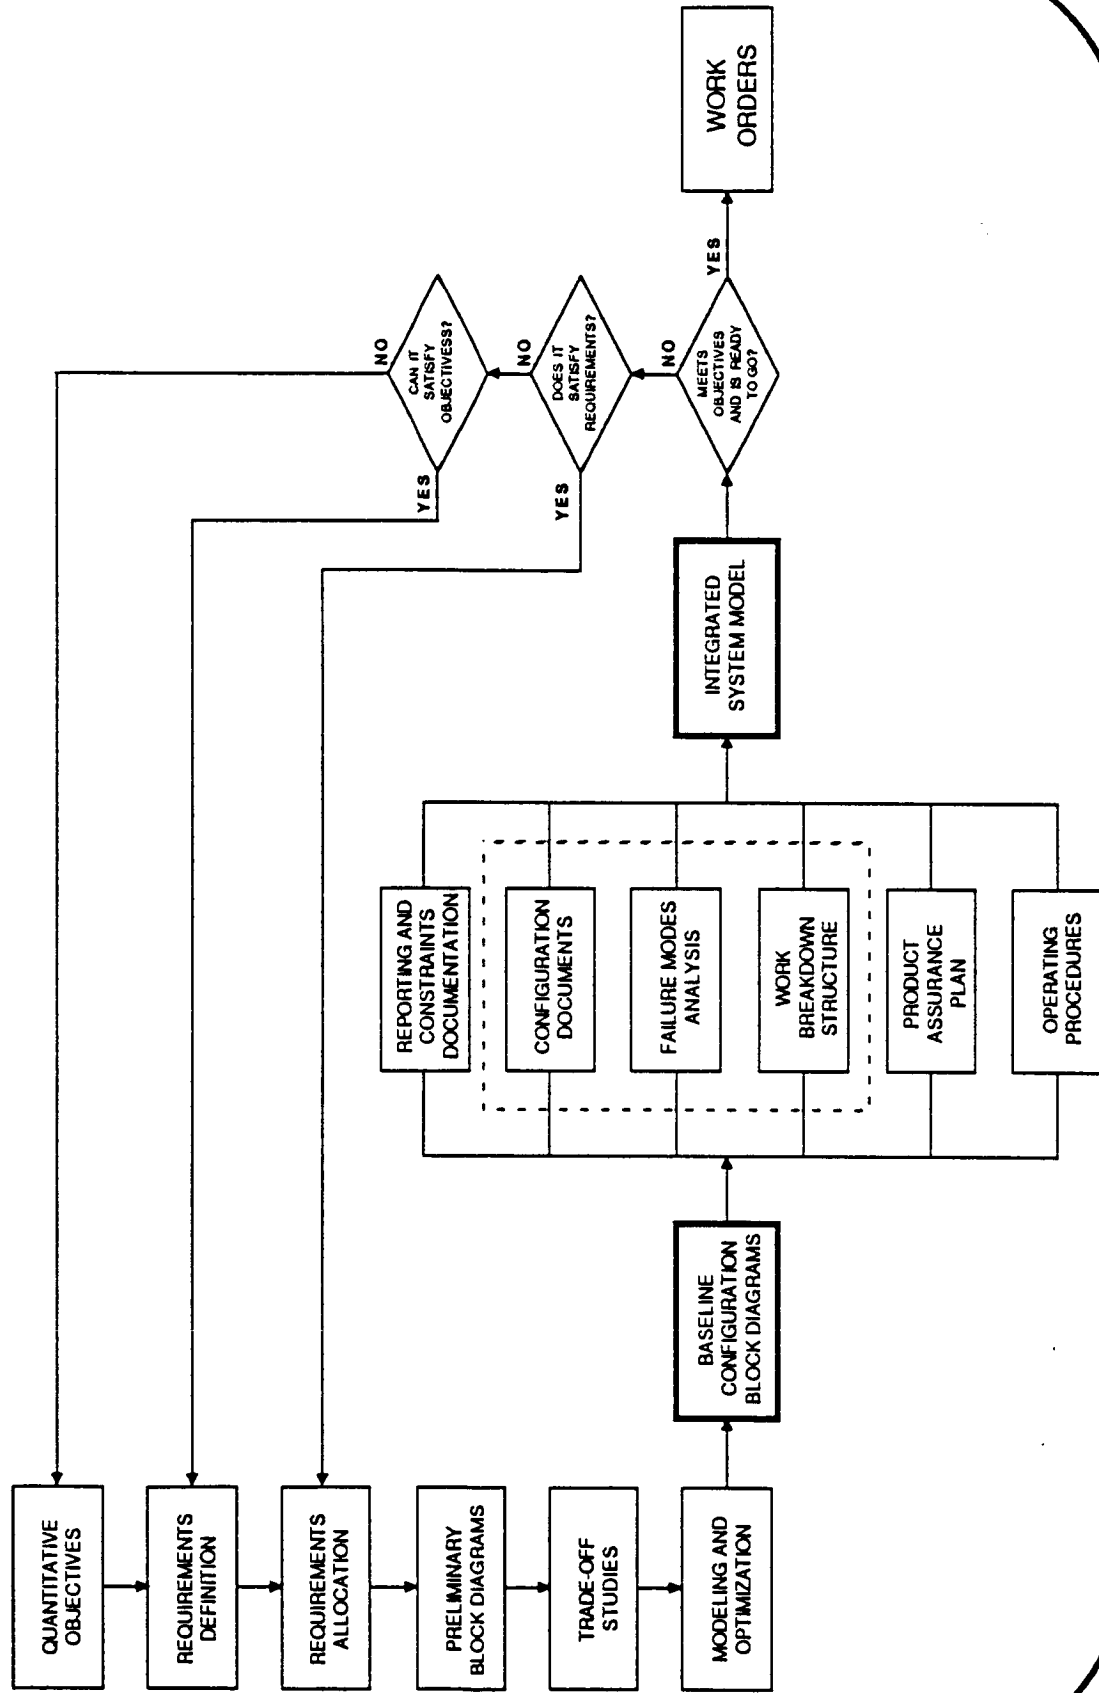 QUANTITATIVE
OBJECTIVES
REQUIREMENTS
DEFINITION
REQUIREMENTS
ALLOCATION
PRELIMINARY
BLOCK DIAGRAMS
TRADE-OFF
STUDIES
MODELING AND
OPTIMIZATION
BASELINE
CONFIGURATION
BLOCK DIAGRAMS
REPORTING AND
CONSTRAINTS
DOCUMENTATION
CONFIGURATION
DOCUMENTS
FAILURE MODES
ANALYSIS
WORK
BREAKDOWN
STRUCTURE
PRODUCT
ASSURANCE
PLAN
OPERATING
PROCEDURES
INTEGRATED
SYSTEM MODEL
NO
CAN IT
SATISFY
OBJECTIVESS?
YES
NO
DOES IT
SATISFY
REQUIREMENTS?
YES
NO
MEETS
OBJECTIVES
AND IS READY
TO GO?
YES
WORK
ORDERS